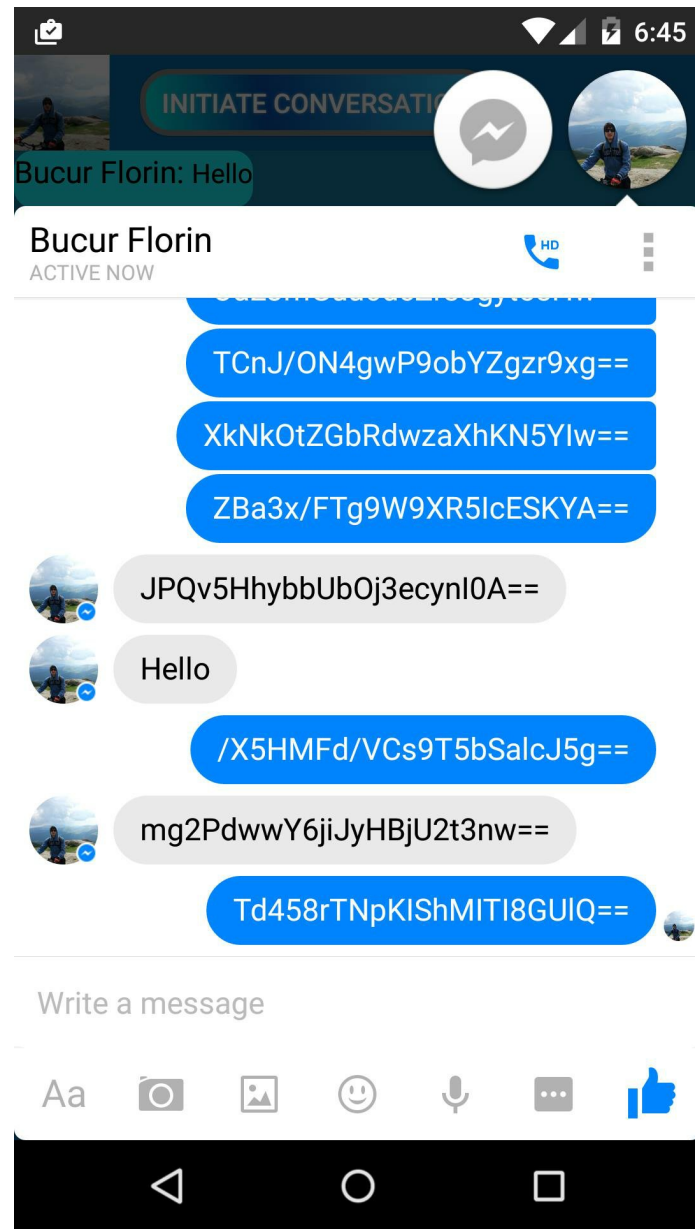 6:45
INITIATE CONVERSATIO
Bucur Florin: Hello
Bucur Florin
HD
ACTIVE NOW
TCnJ/ON4gwP9obYZgzr9xg==
XkNkOtZGbRdwzaXhKN5YIw==
ZBa3x/FTg9W9XR5IcESKYA==
JPQv5HhybbUbOj3ecynI0A==
Hello
/X5HMFd/VCs9T5bSalcJ5g==
mg2PdwwY6jiJyHBjU2t3nw==
Td458rTNpKIShMITI8GUlQ==
Write a message
Aa